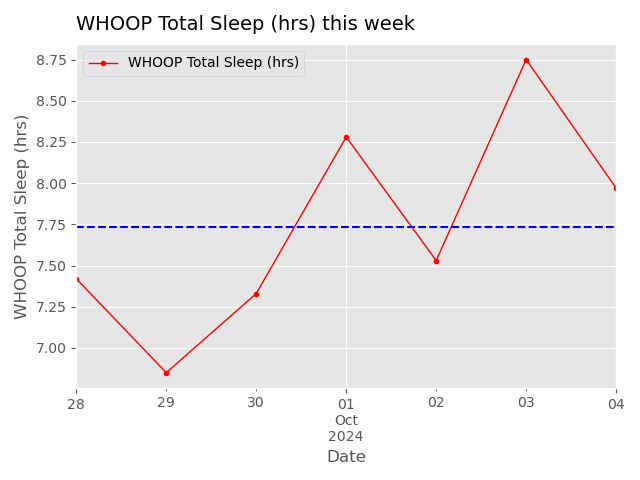 WHOOP Total Sleep (hrs) this week
WHOOP Total Sleep (hrs)
WHOOP Total Sleep (hrs)
8.75
8.50
8.25
8.00
7.75
7.50
7.25
7.00
28 29 30 01 02 03 04
Oct
2024
Date